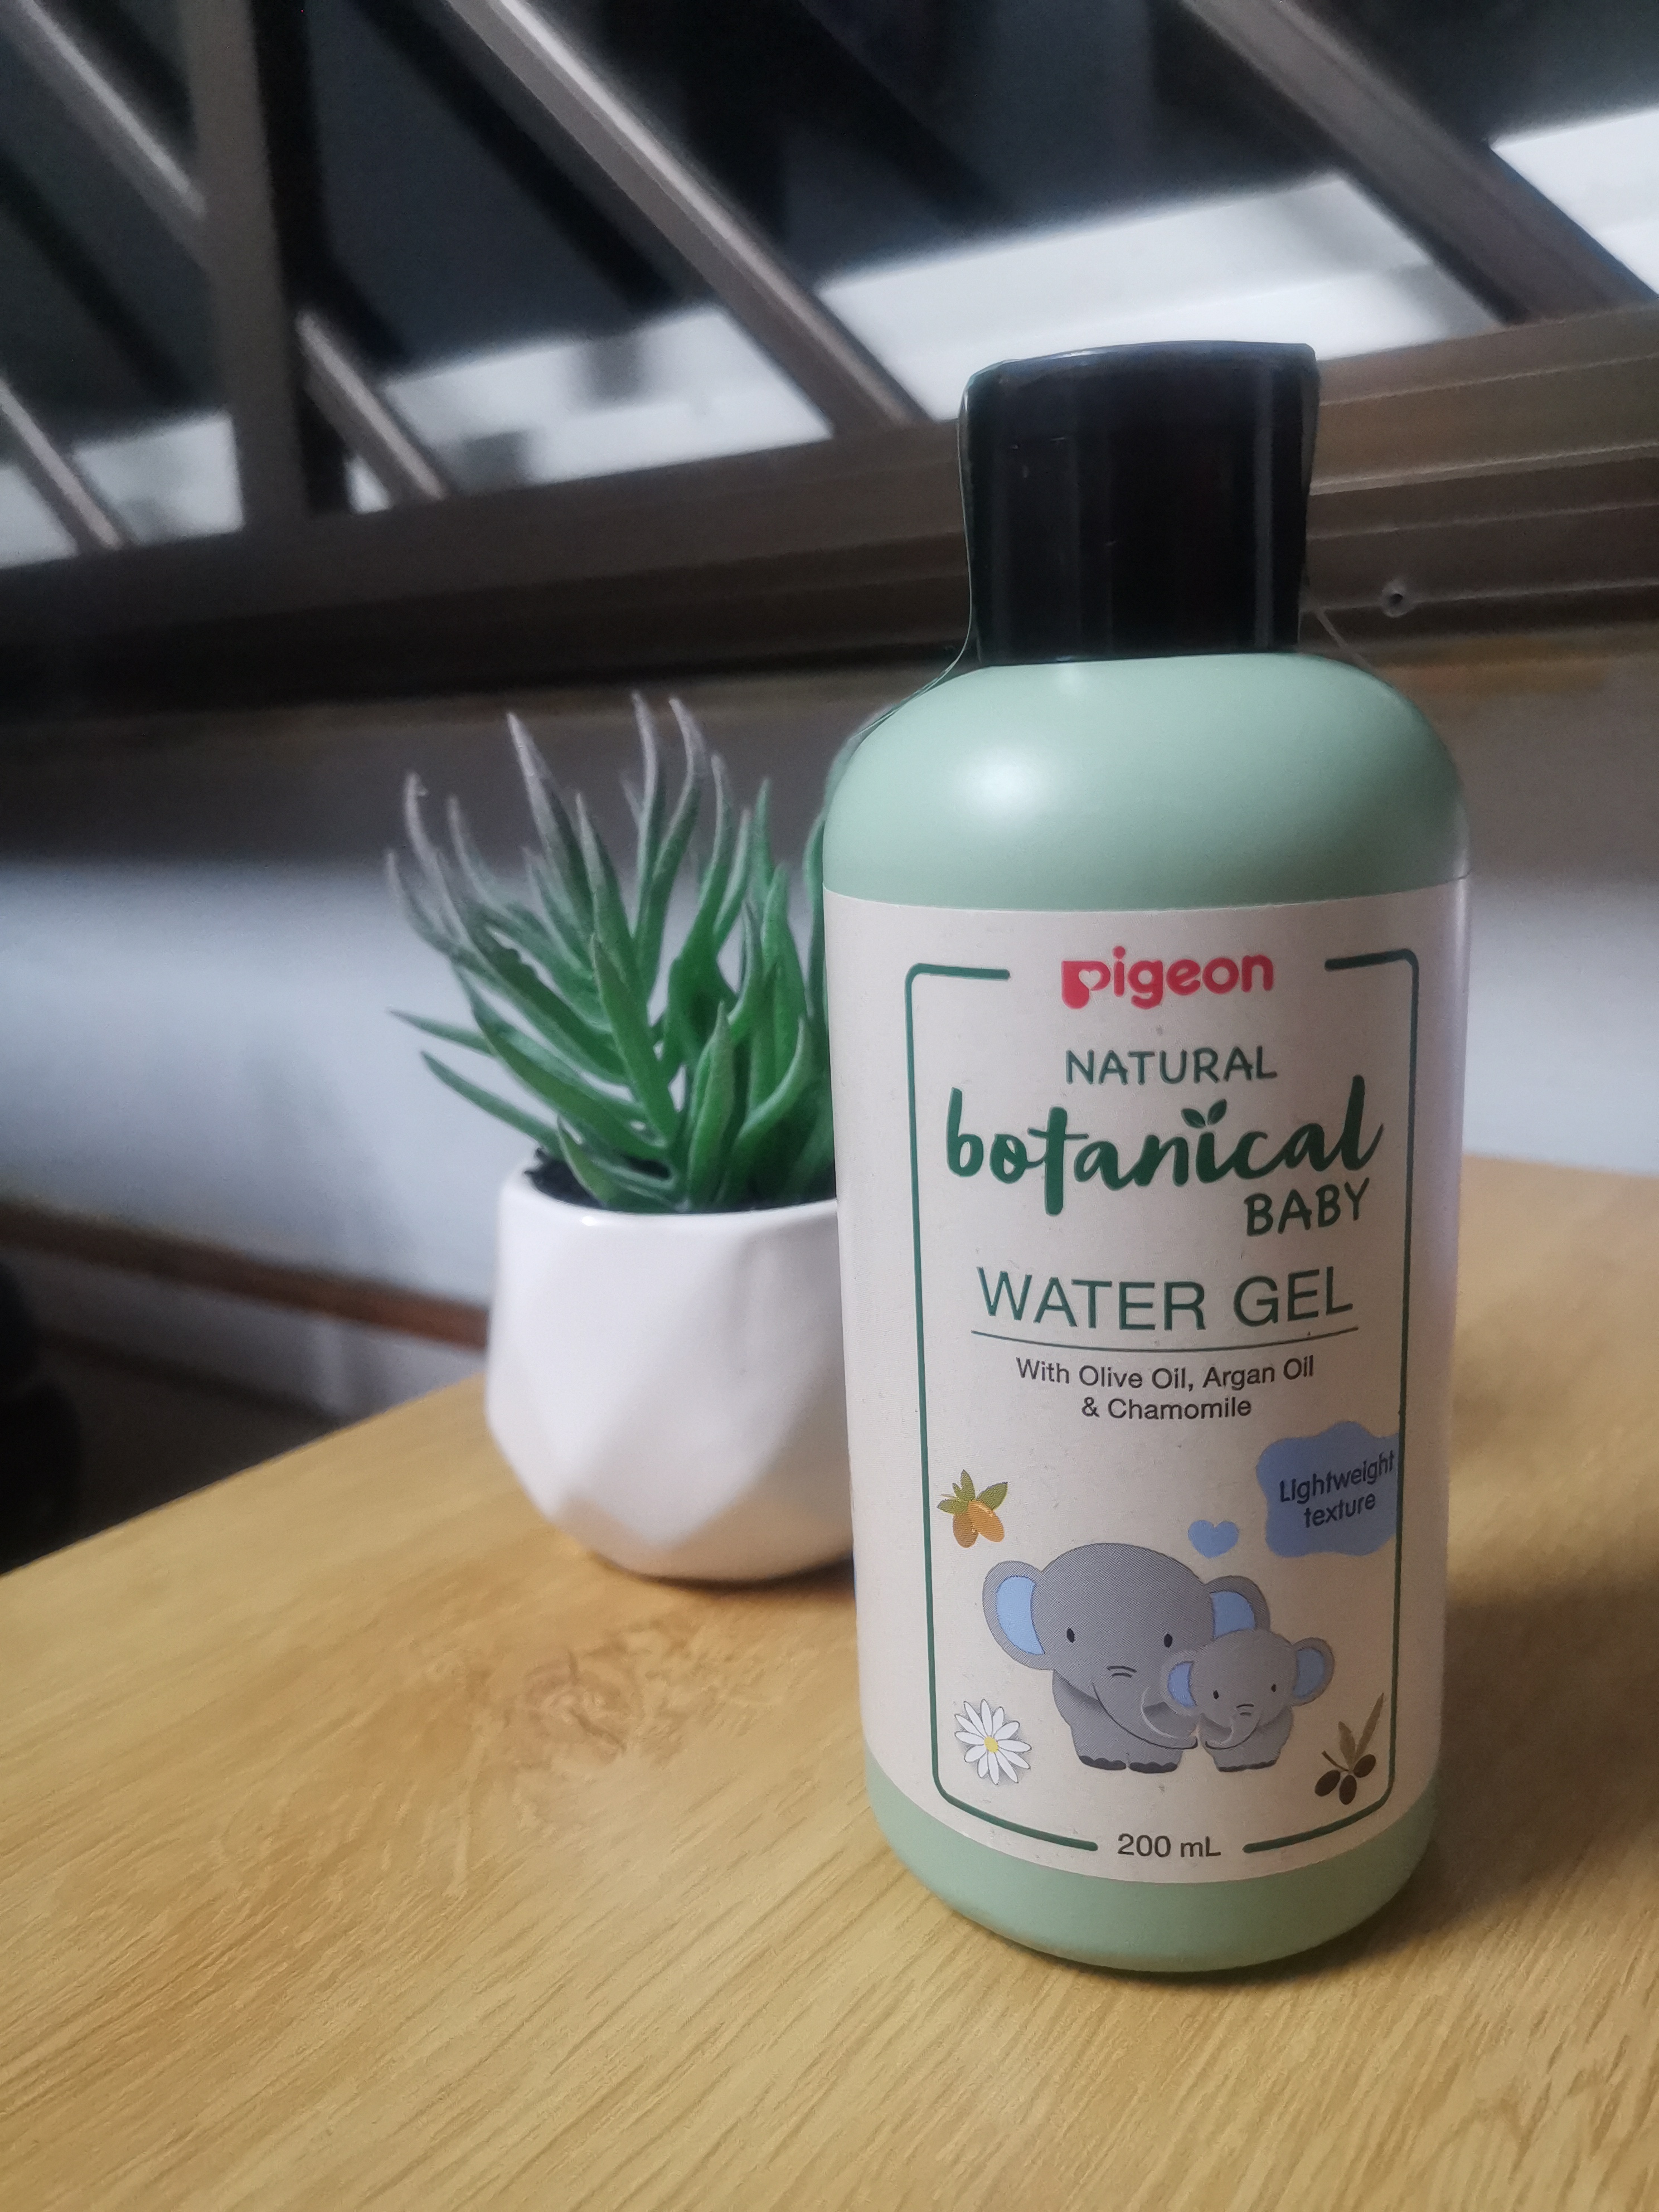 pigeon
NATURAL
botanical
BABY
WATER GEL
With Olive Oil, Argan Oil
& Chamomile
Lightweight
texture
200 mL